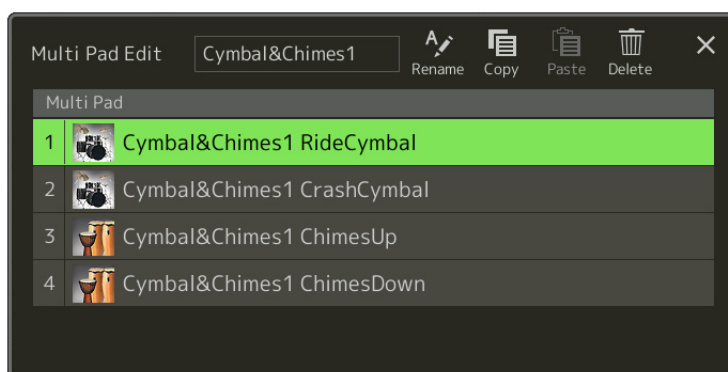 Multi Pad Edit Cymbal&Chimes1
Rename Copy Paste Delete
Multi Pad
1 Cymbal&Chimes1 RideCymbal
2 Cymbal&Chimes1 CrashCymbal
3 Cymbal&Chimes1 ChimesUp
4 Cymbal&Chimes1 ChimesDown